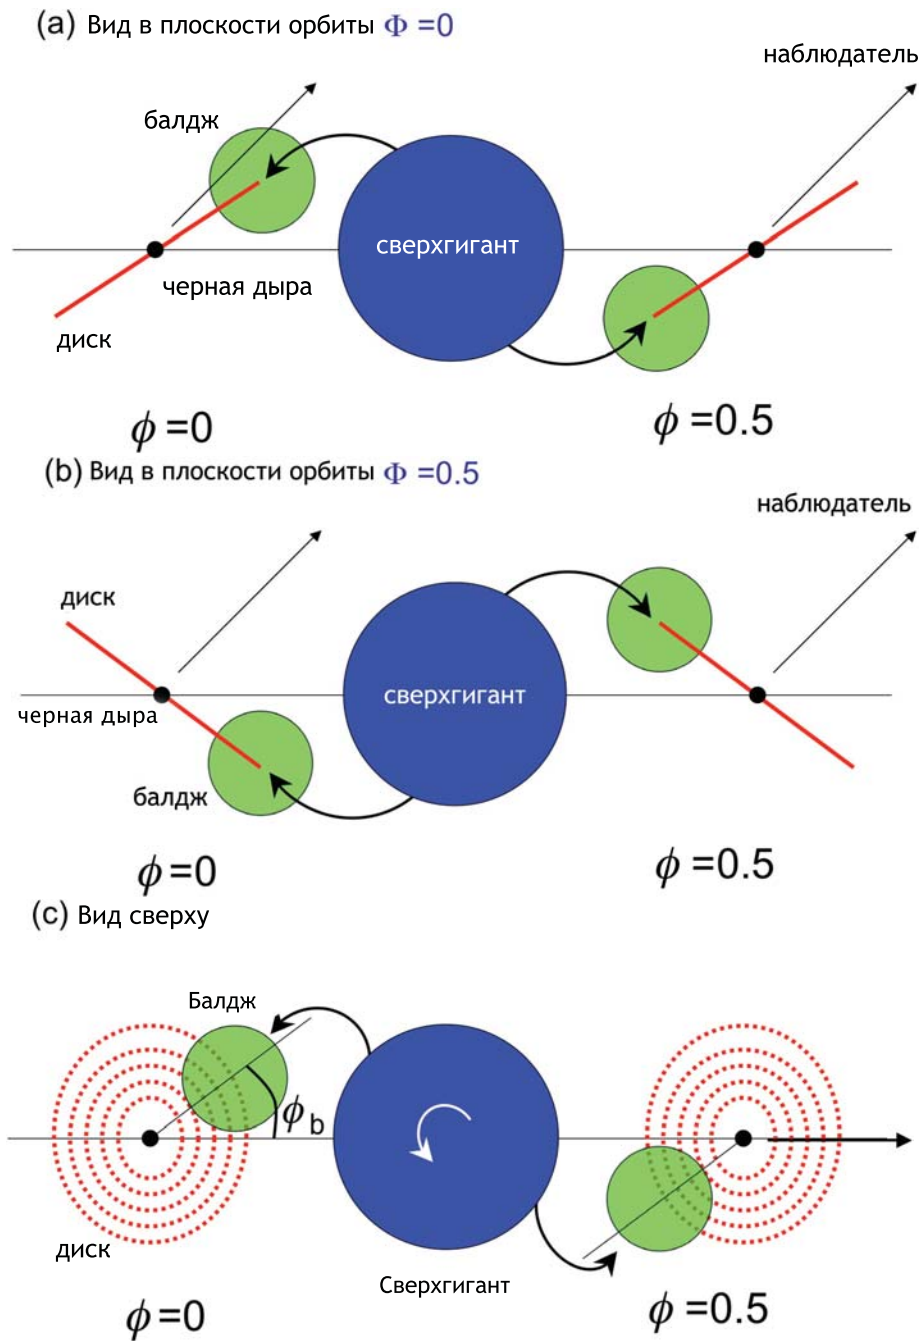 (a) Вид в плоскости орбиты Φ =0
наблюдатель
балдж
сверхгигант
черная дыра
диск
ϕ =0
ϕ =0.5
(b) Вид в плоскости орбиты Φ =0.5
наблюдатель
диск
сверхгигант
черная дыра
балдж
ϕ =0
ϕ =0.5
(c) Вид сверху
Балдж
ϕb
диск
Сверхгигант
ϕ =0
ϕ =0.5